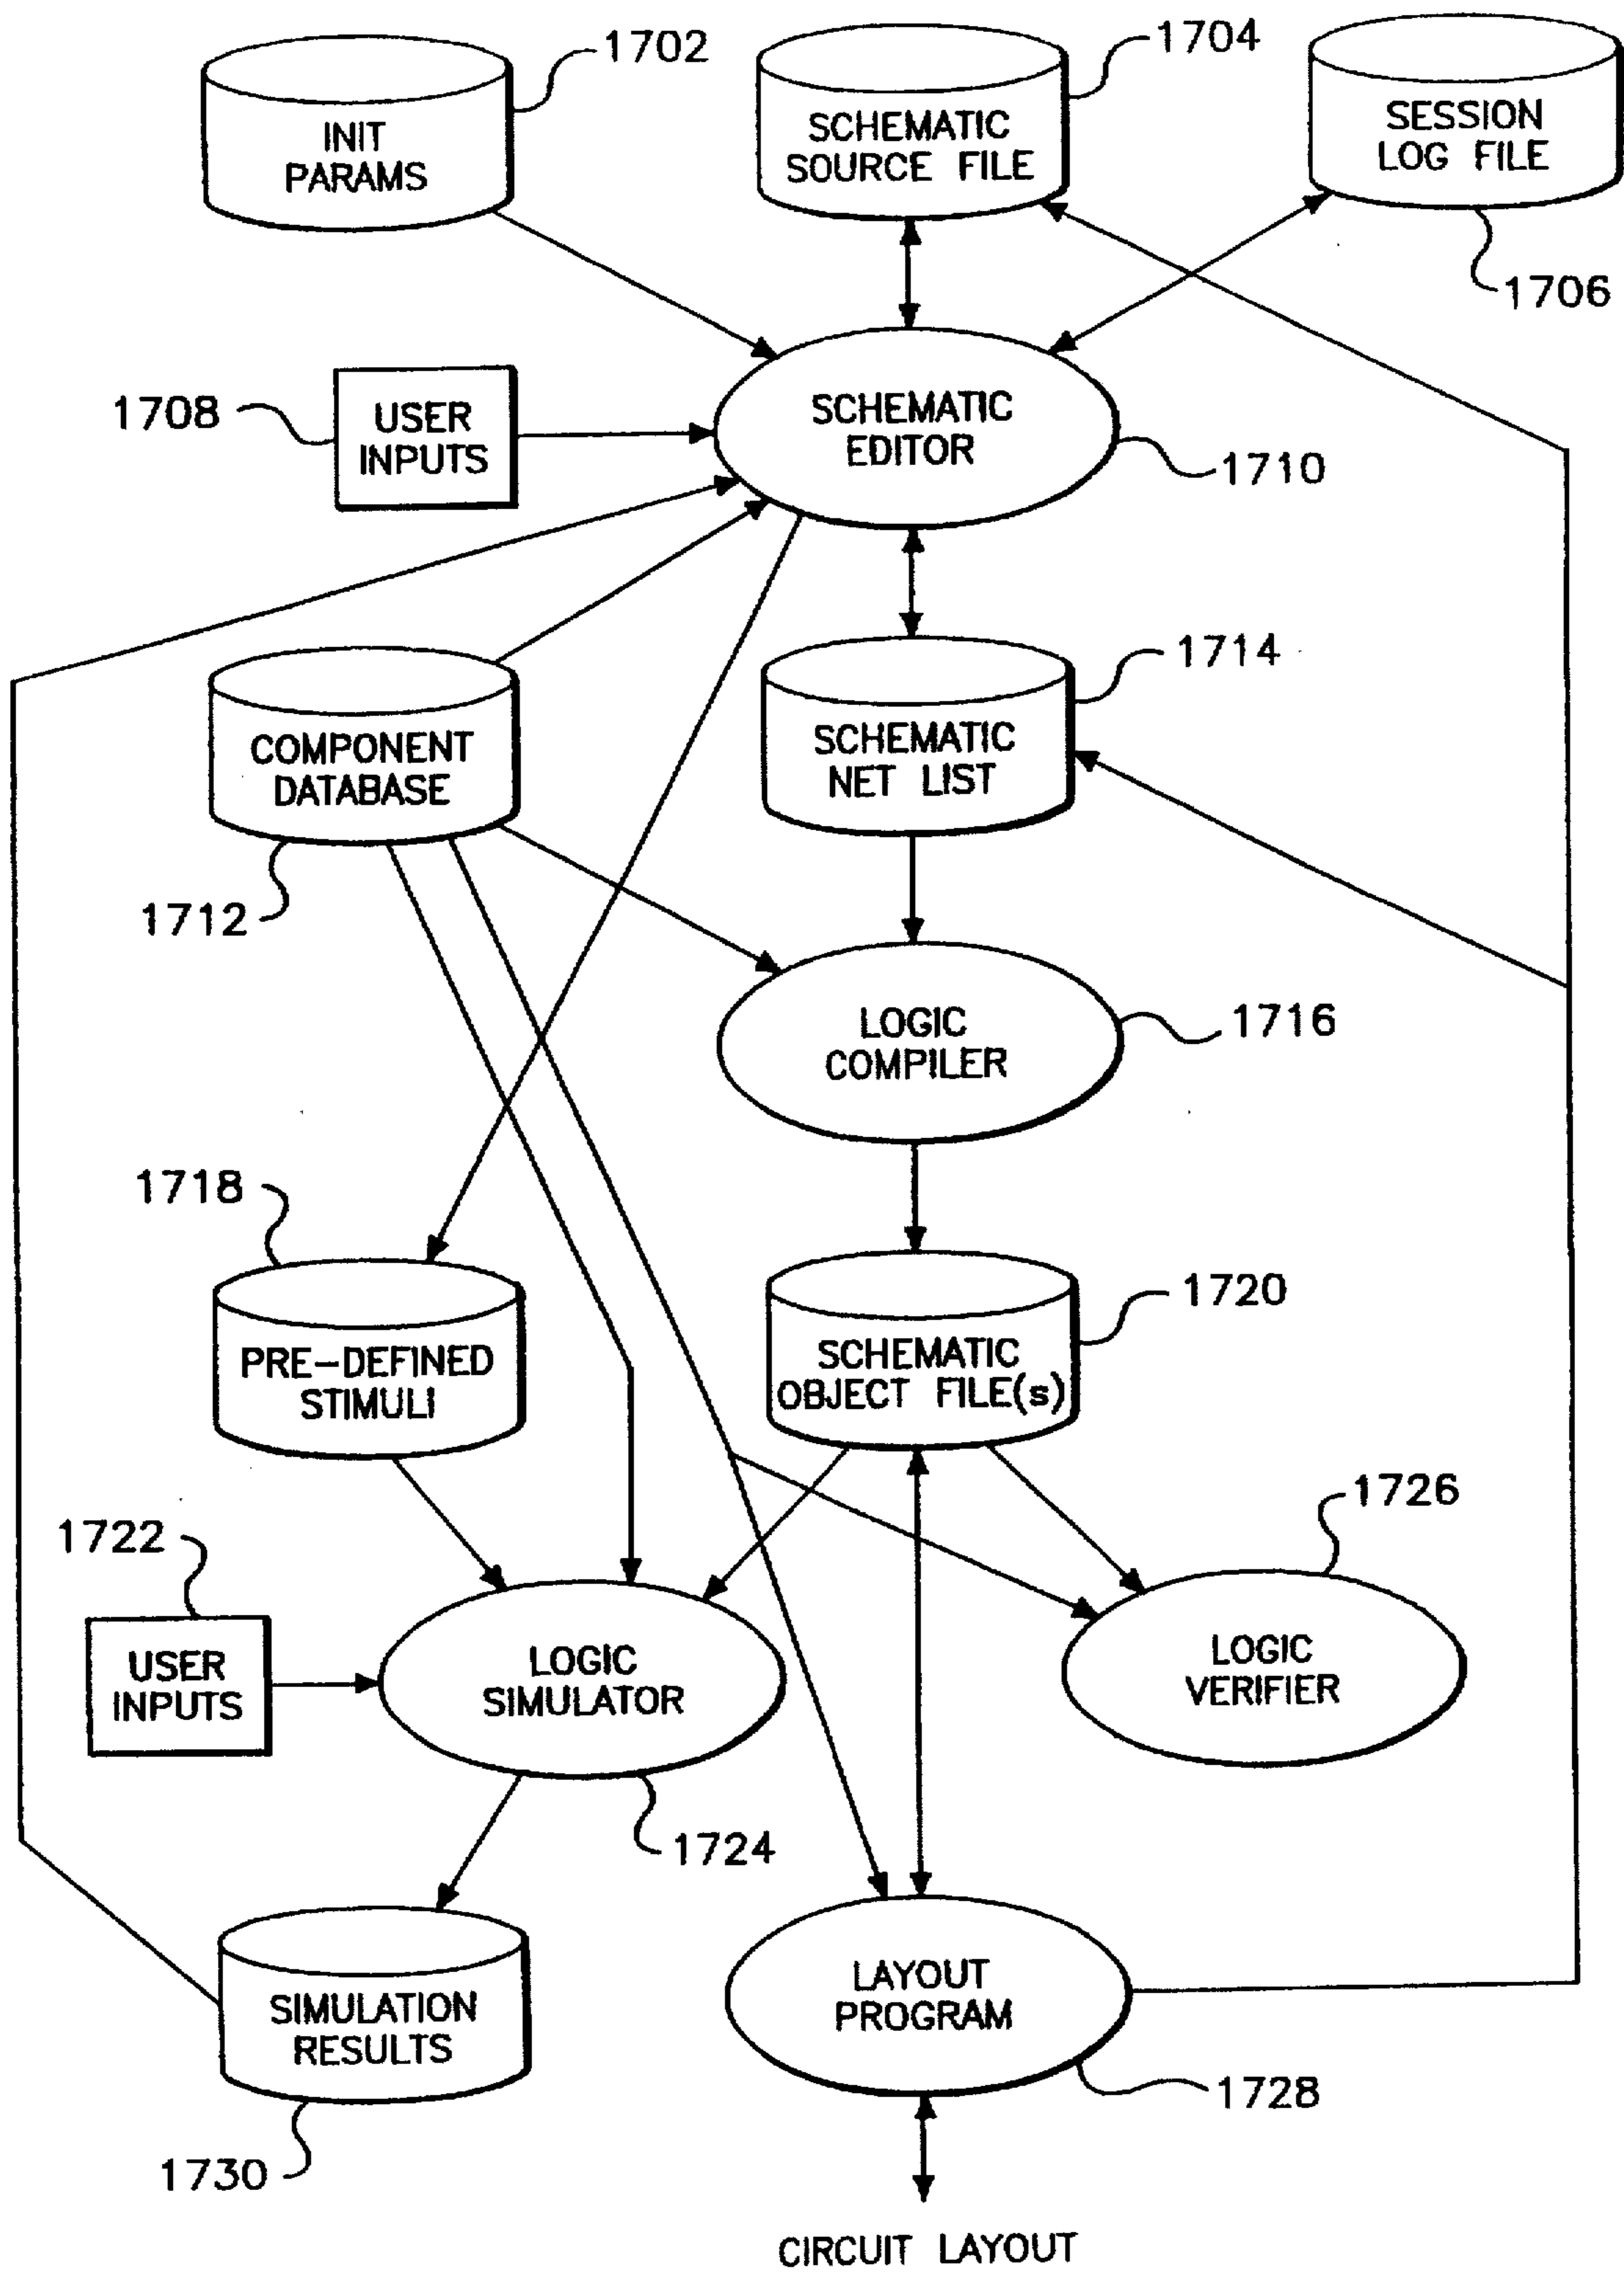 1702
1704
INIT
PARAMS
SCHEMATIC
SOURCE FILE
SESSION
LOG FILE
1706
1708
USER
INPUTS
SCHEMATIC
EDITOR
1710
1714
COMPONENT
DATABASE
SCHEMATIC
NET LIST
1712
LOGIC
COMPILER
1716
1718
1720
PRE-DEFINED
STIMULI
SCHEMATIC
OBJECT FILE(s)
1722
1726
USER
INPUTS
LOGIC
SIMULATOR
LOGIC
VERIFIER
1724
SIMULATION
RESULTS
LAYOUT
PROGRAM
1728
1730
CIRCUIT LAYOUT